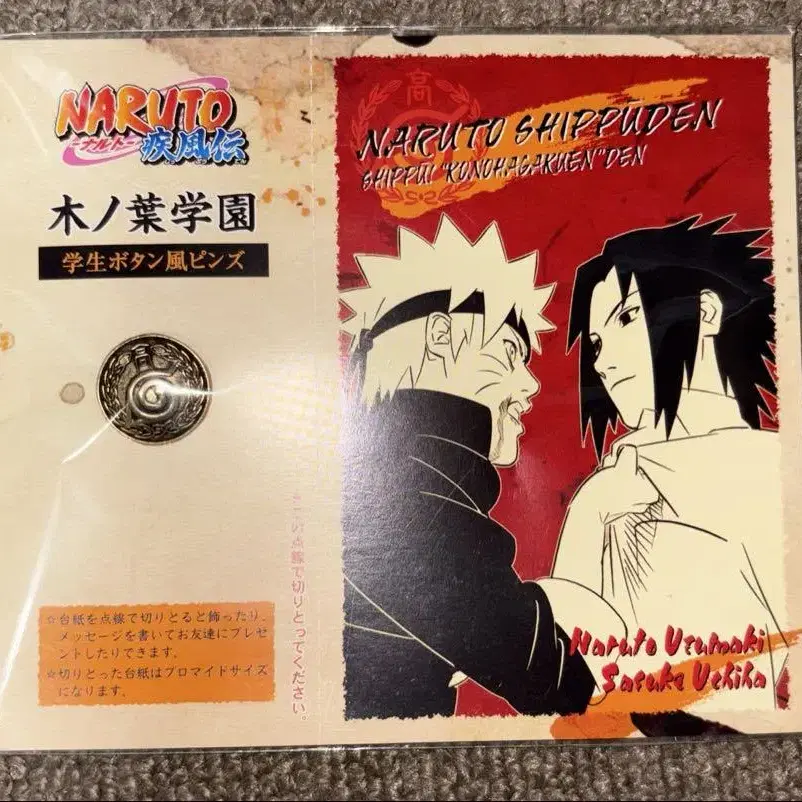 NARUTO
-ナルト-
疾風伝
木ノ葉学園
学生ボタン風ピンズ
☆台紙を点線で切りとると飾ったり、
メッセージを書いてお友達にプレゼ
ントしたりできます。
☆切りとった台紙はブロマイドサイズ
になります。
この点線で切りとってください。
高
NARUTO SHIPPŪDEN
SHIPPU! "KONOHAGAKUEN" DEN
Naruto Uzumaki
Sasuke Uchiha